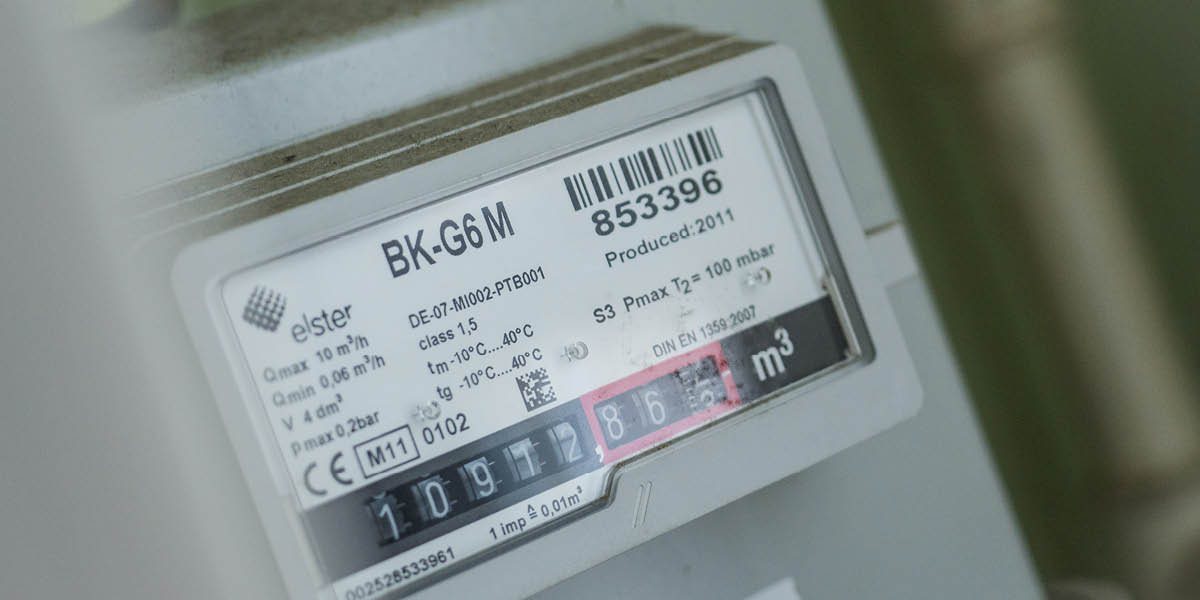 BK-G6 M
853396
Produced:2011
elster
DE-07-MI002-PTB001
class 1,5
tm -10°C....40°C
tg -10°C....40°C
S3 Pmax T2 = 100 mbar
DIN EN 1359:2007
Qmax 10 m³/h
Qmin 0,06 m³/h
V 4 dm³
Pmax 0,2bar
CE M11 0102
10912,86
m³
1 imp ≙ 0,01m³
002528533961